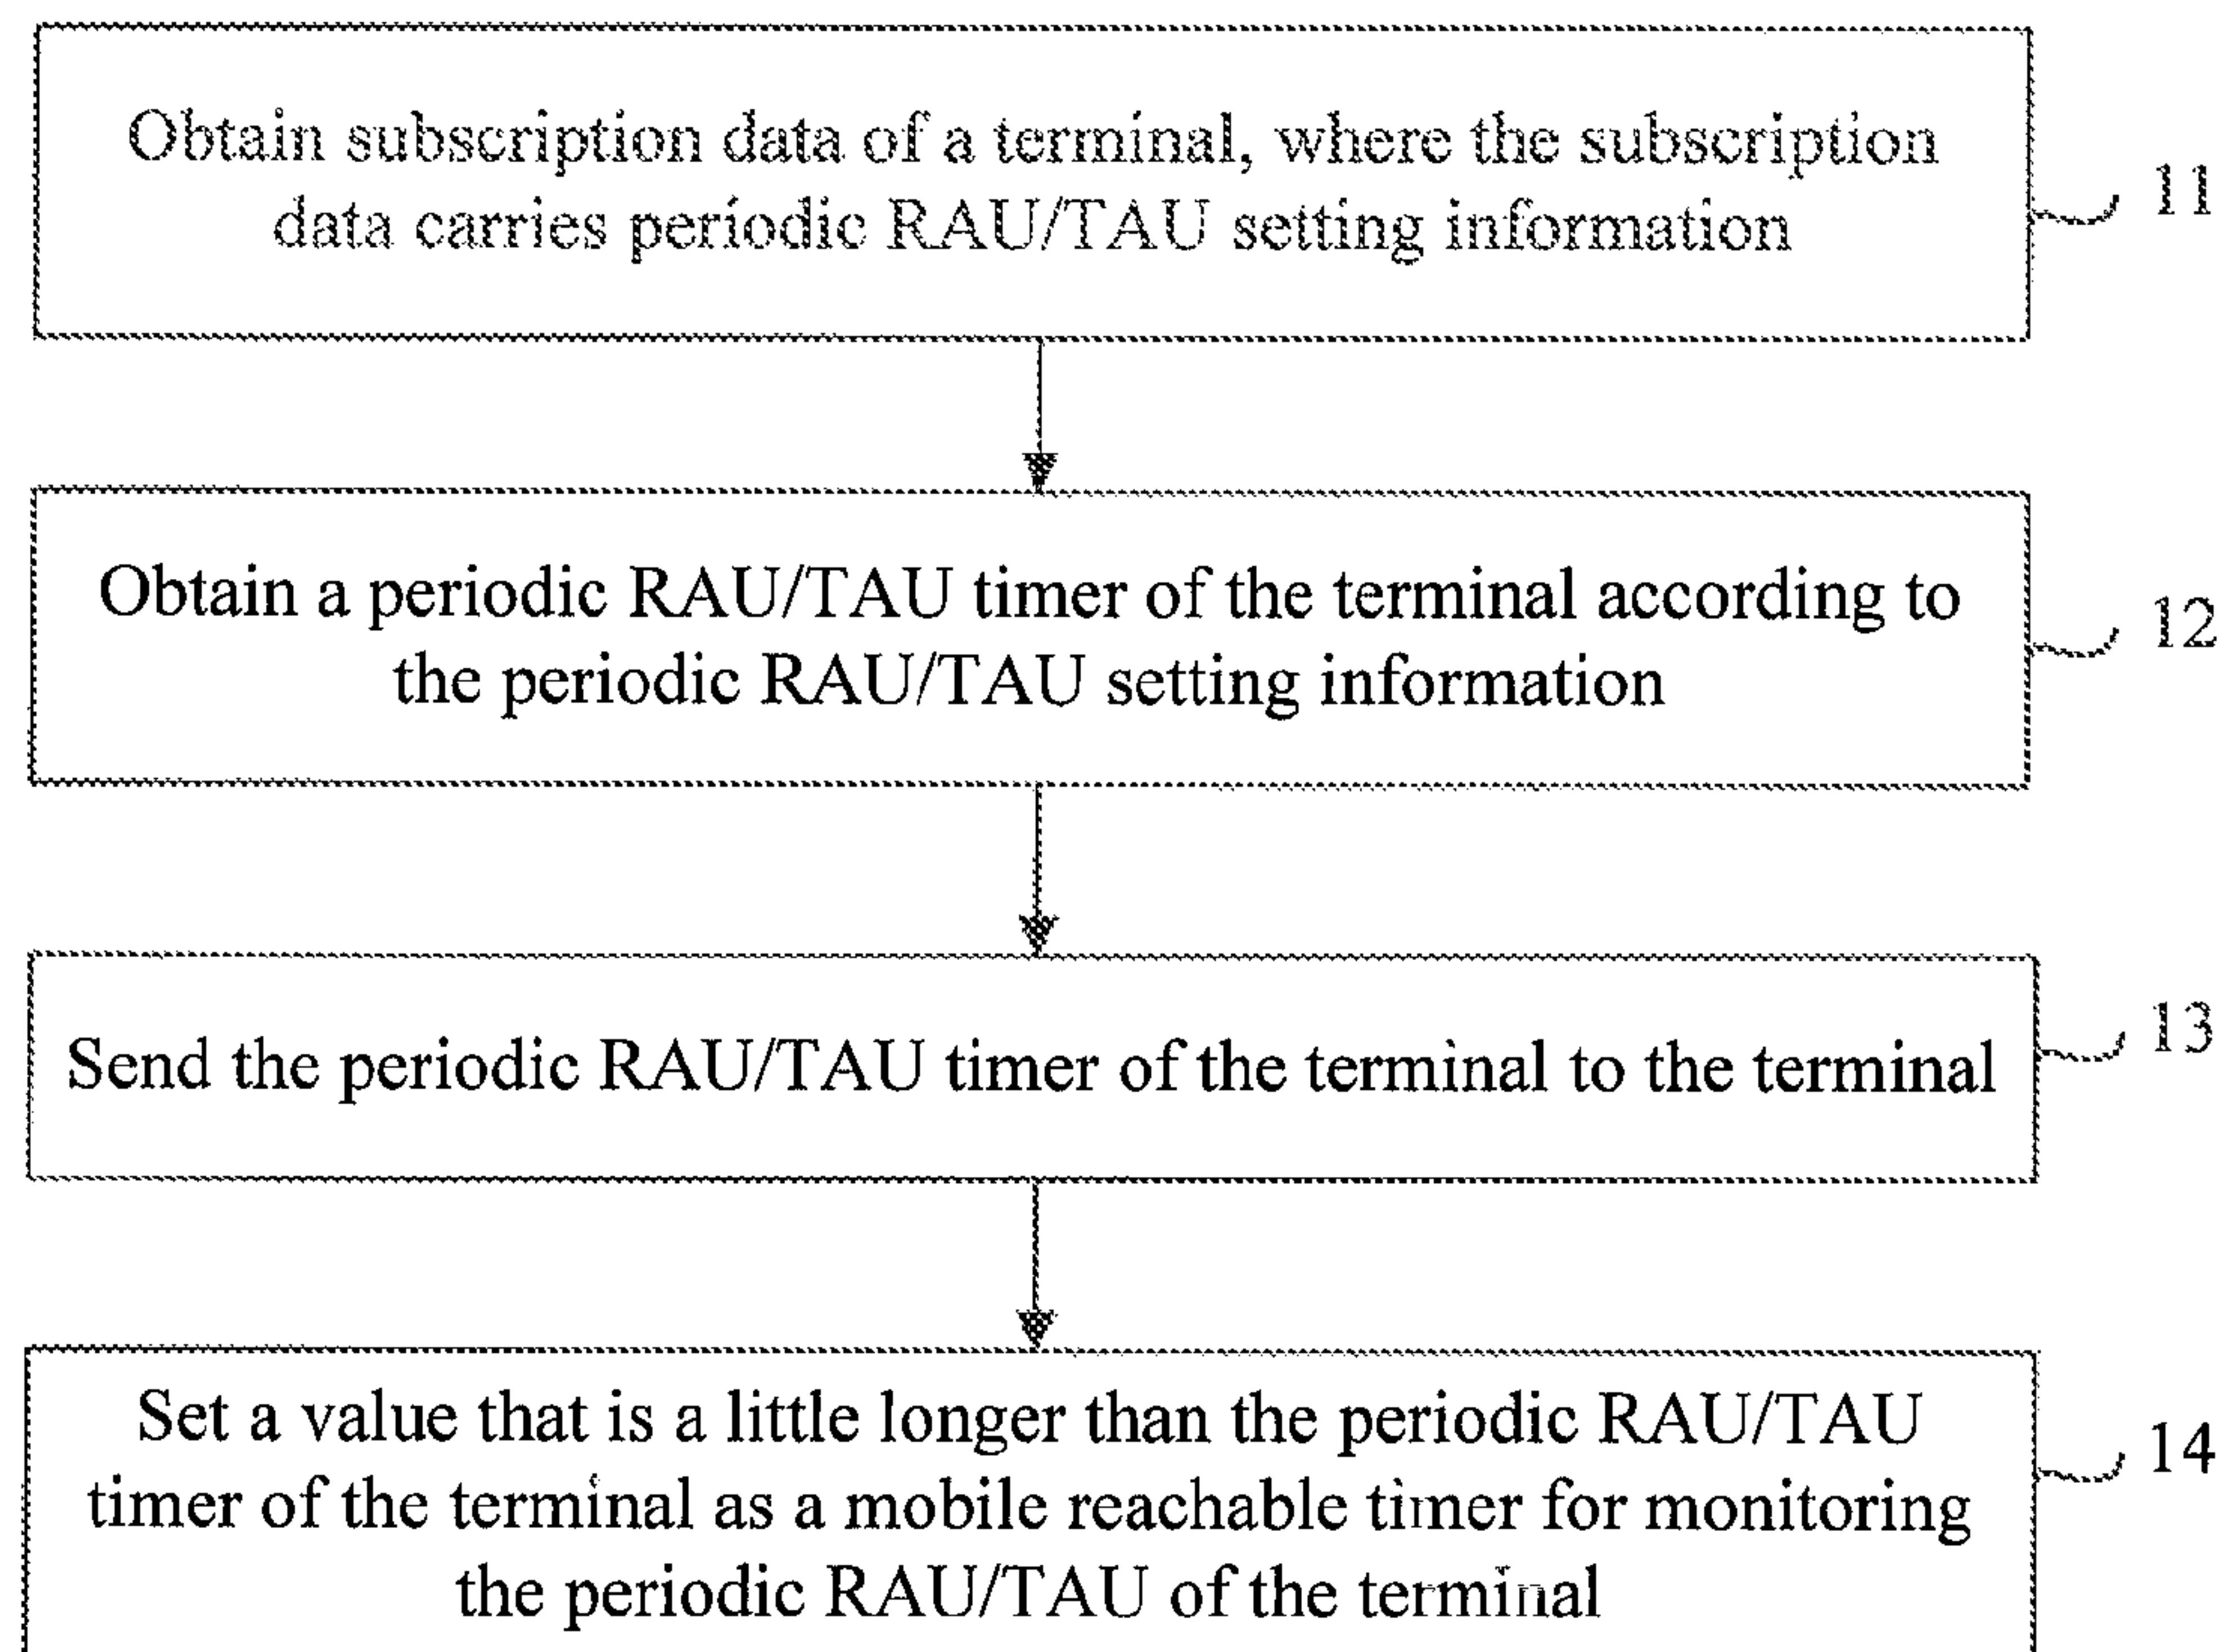 Obtain subscription data of a terminal, where the subscription
data carries periodic RAU/TAU setting information
11
Obtain a periodic RAU/TAU timer of the terminal according to
the periodic RAU/TAU setting information
12
Send the periodic RAU/TAU timer of the terminal to the terminal
13
Set a value that is a little longer than the periodic RAU/TAU
timer of the terminal as a mobile reachable timer for monitoring
the periodic RAU/TAU of the terminal
14